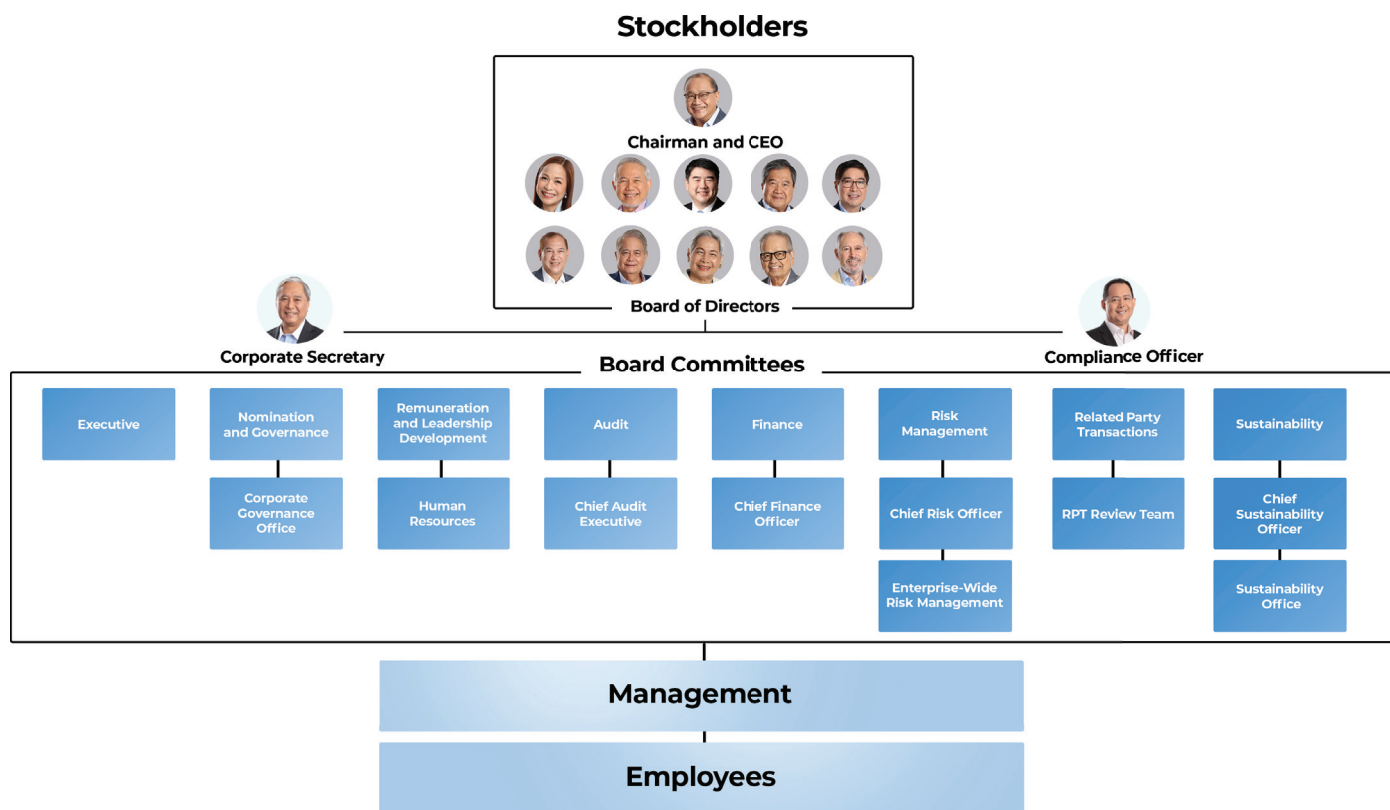 Stockholders
Chairman and CEO
Board of Directors
Corporate Secretary
Compliance Officer
Board Committees
Executive
Nomination
and Governance
Remuneration
and Leadership
Development
Audit
Finance
Risk
Management
Related Party
Transactions
Sustainability
Corporate
Governance
Office
Human
Resources
Chief Audit
Executive
Chief Finance
Officer
Chief Risk Officer
RPT Review Team
Chief
Sustainability
Officer
Enterprise-Wide
Risk Management
Sustainability
Office
Management
Employees